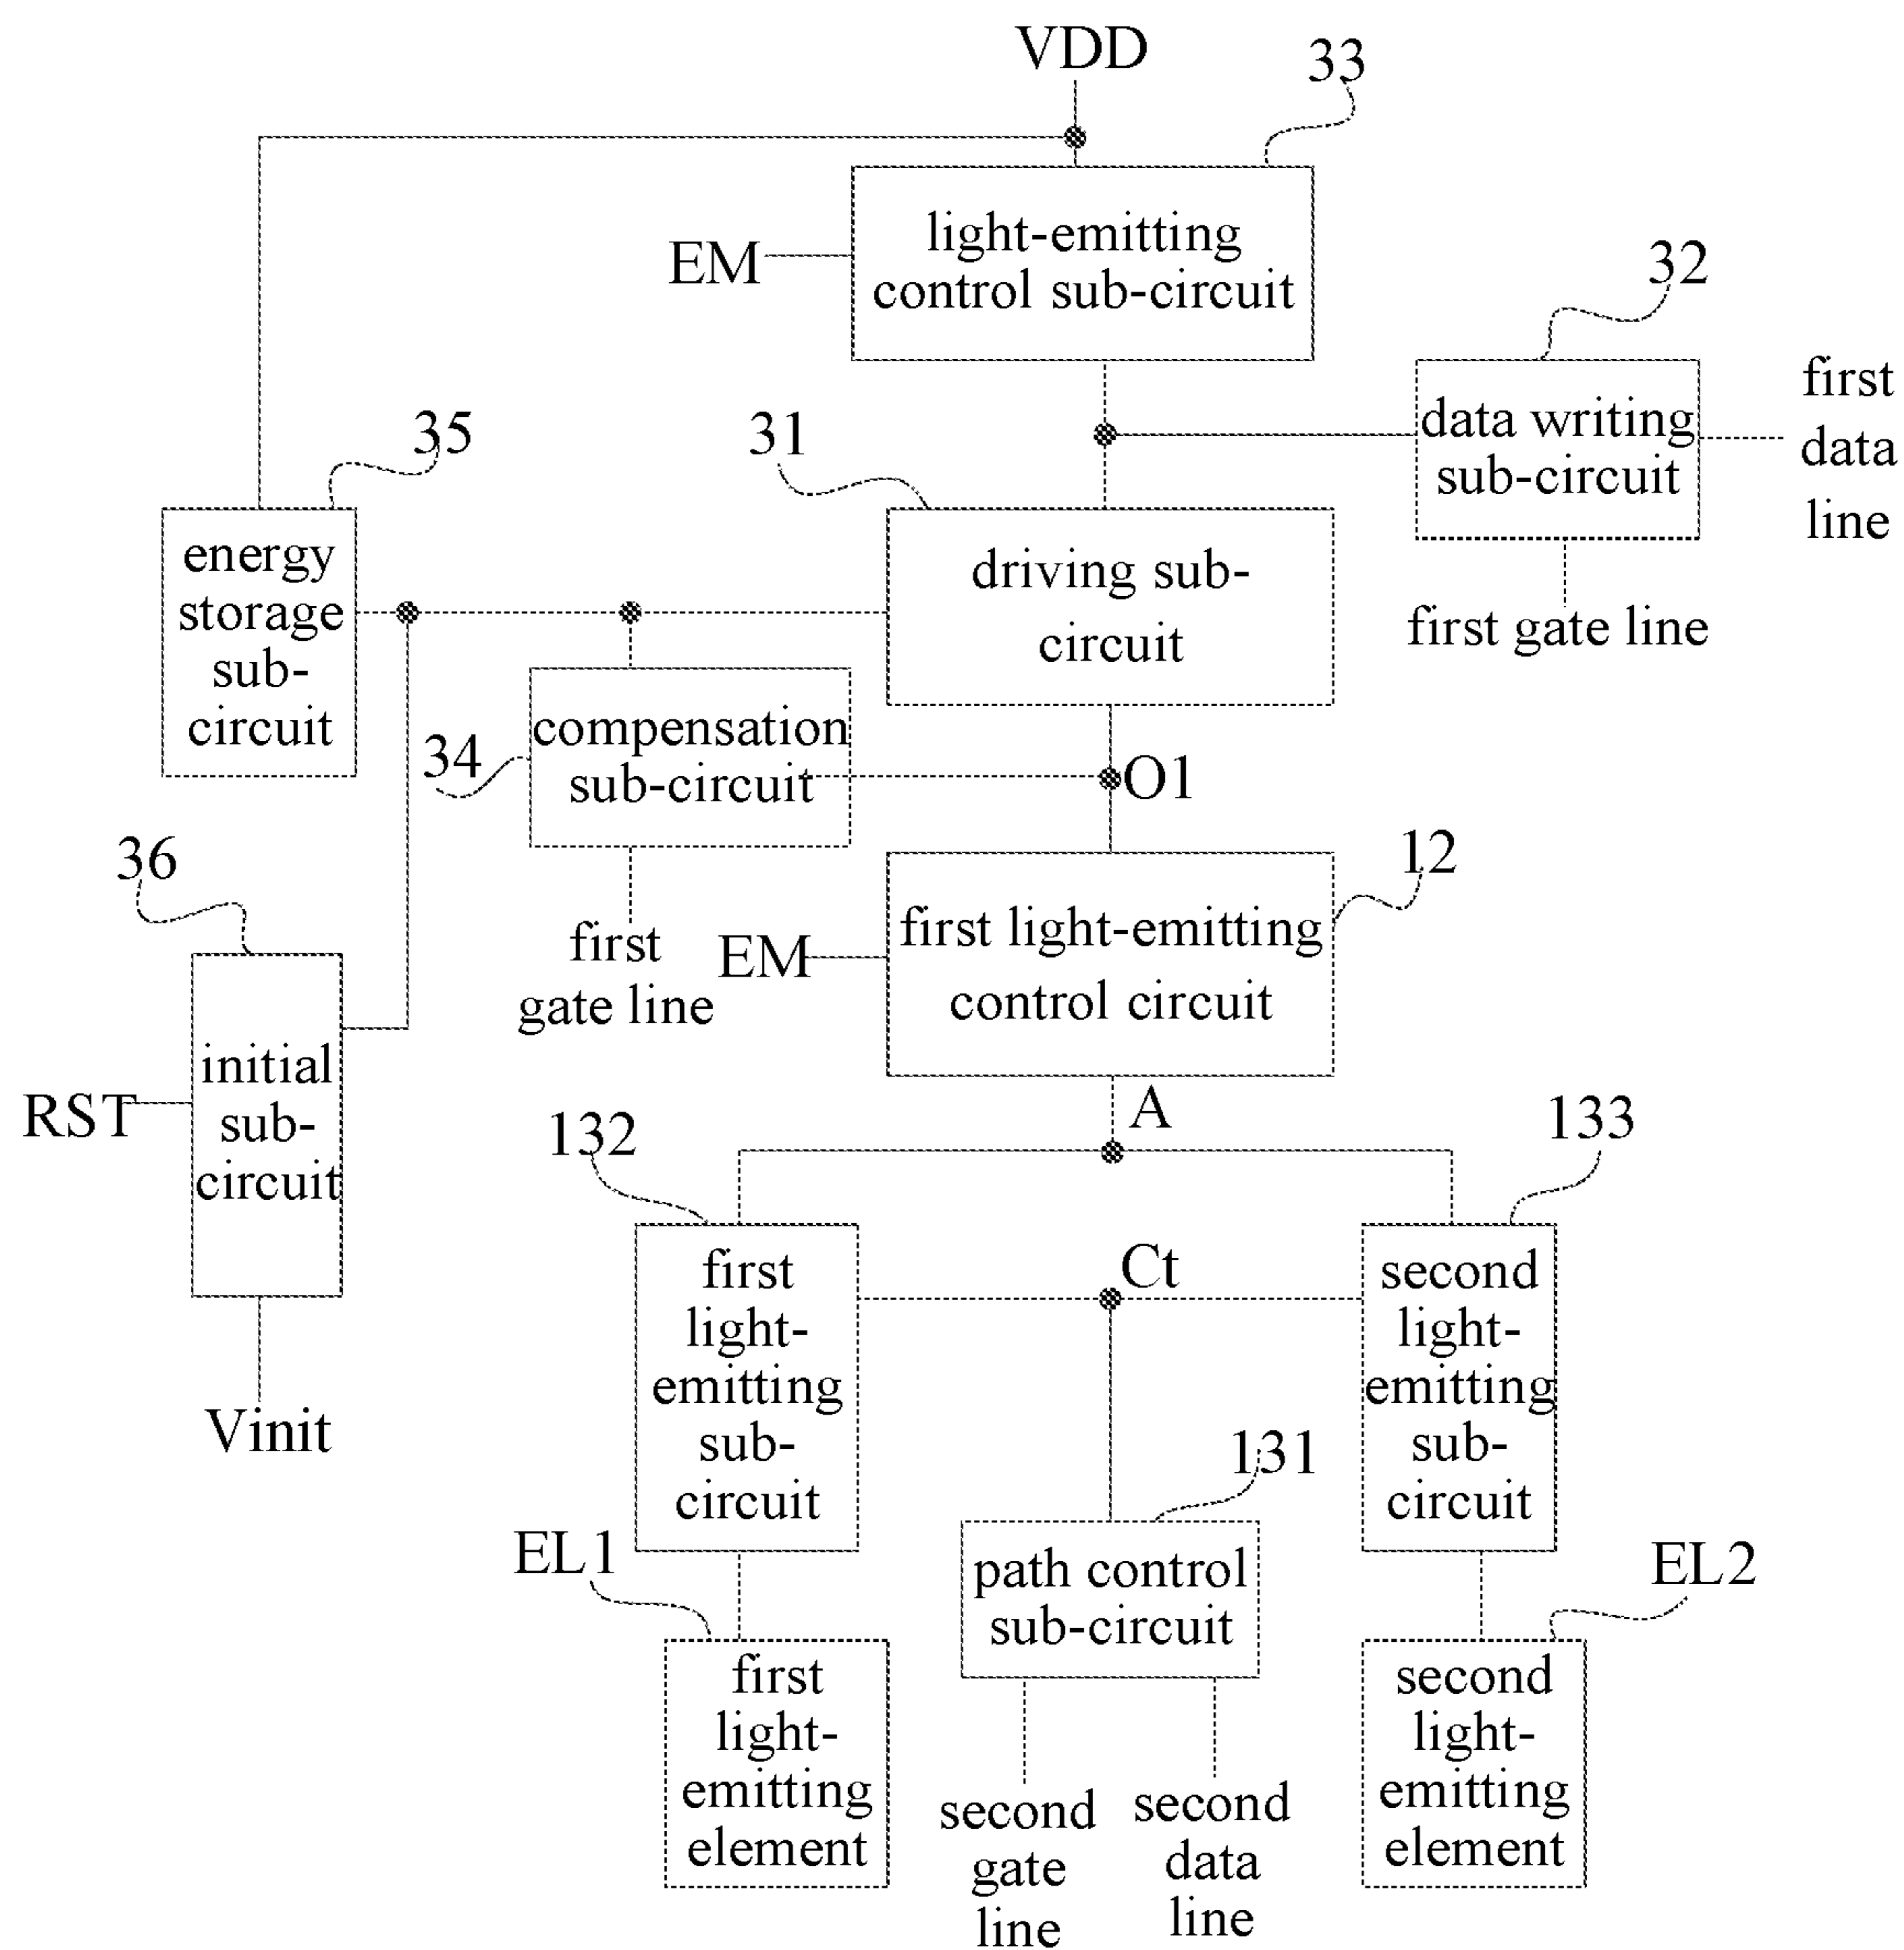 VDD
33
light-emitting
control sub-circuit
EM
32
first
data
line
data writing
sub-circuit
first gate line
35
31
energy
storage
sub-
circuit
driving sub-
circuit
compensation
sub-circuit
34
O1
36
12
first
gate line
EM
first light-emitting
control circuit
initial
sub-
circuit
RST
Vinit
A
132
133
first
light-
emitting
sub-
circuit
Ct
second
light-
emitting
sub-
circuit
131
EL1
path control
sub-circuit
EL2
first
light-
emitting
element
second
gate
line
second
data
line
second
light-
emitting
element